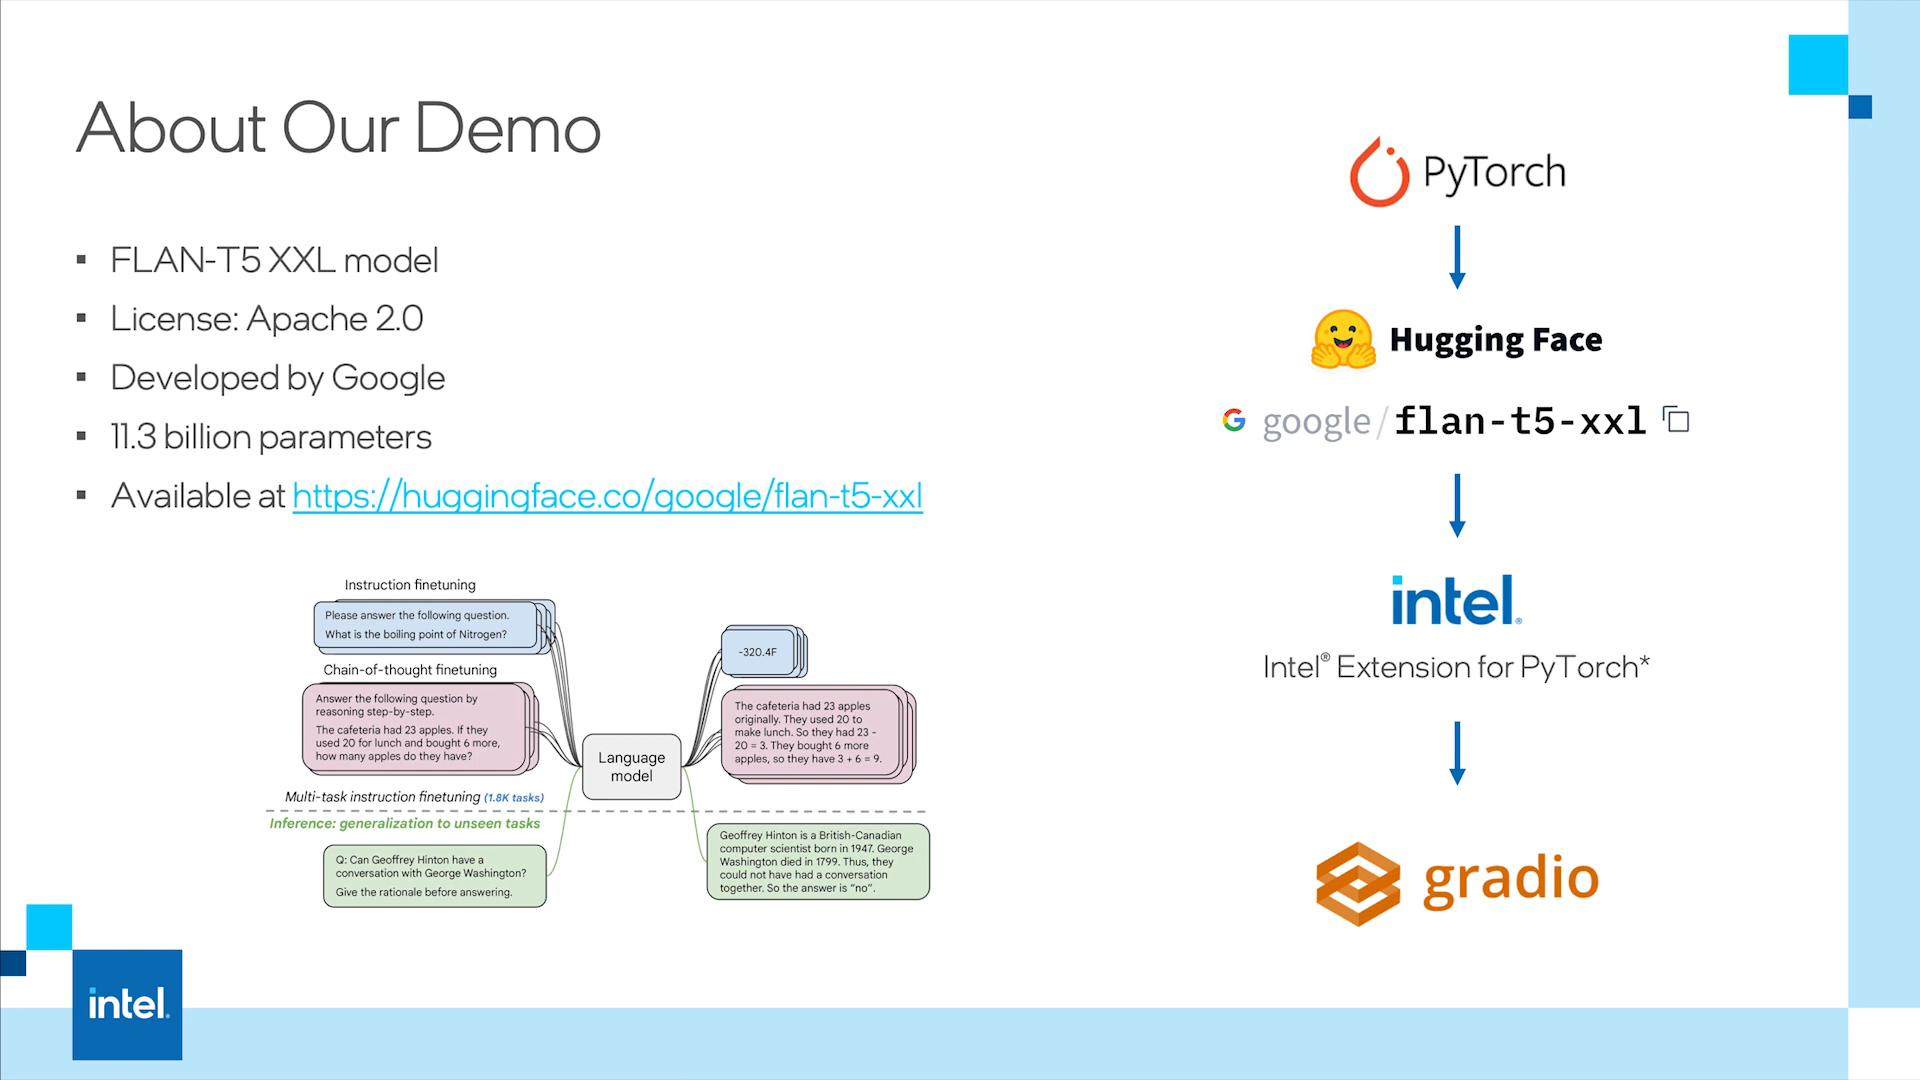 About Our Demo
▪ FLAN-T5 XXL model
▪ License: Apache 2.0
▪ Developed by Google
▪ 11.3 billion parameters
▪ Available at https://huggingface.co/google/flan-t5-xxl
Instruction finetuning
Please answer the following question.
What is the boiling point of Nitrogen?
Chain-of-thought finetuning
Answer the following question by
reasoning step-by-step.
The cafeteria had 23 apples. If they
used 20 for lunch and bought 6 more,
how many apples do they have?
Multi-task instruction finetuning (1.8K tasks)
Inference: generalization to unseen tasks
Q: Can Geoffrey Hinton have a
conversation with George Washington?
Give the rationale before answering.
Language
model
-320.4F
The cafeteria had 23 apples
originally. They used 20 to
make lunch. So they had 23 -
20 = 3. They bought 6 more
apples, so they have 3 + 6 = 9.
Geoffrey Hinton is a British-Canadian
computer scientist born in 1947. George
Washington died in 1799. Thus, they
could not have had a conversation
together. So the answer is “no”.
PyTorch
Hugging Face
google/flan-t5-xxl
intel®
Intel® Extension for PyTorch*
gradio
intel.